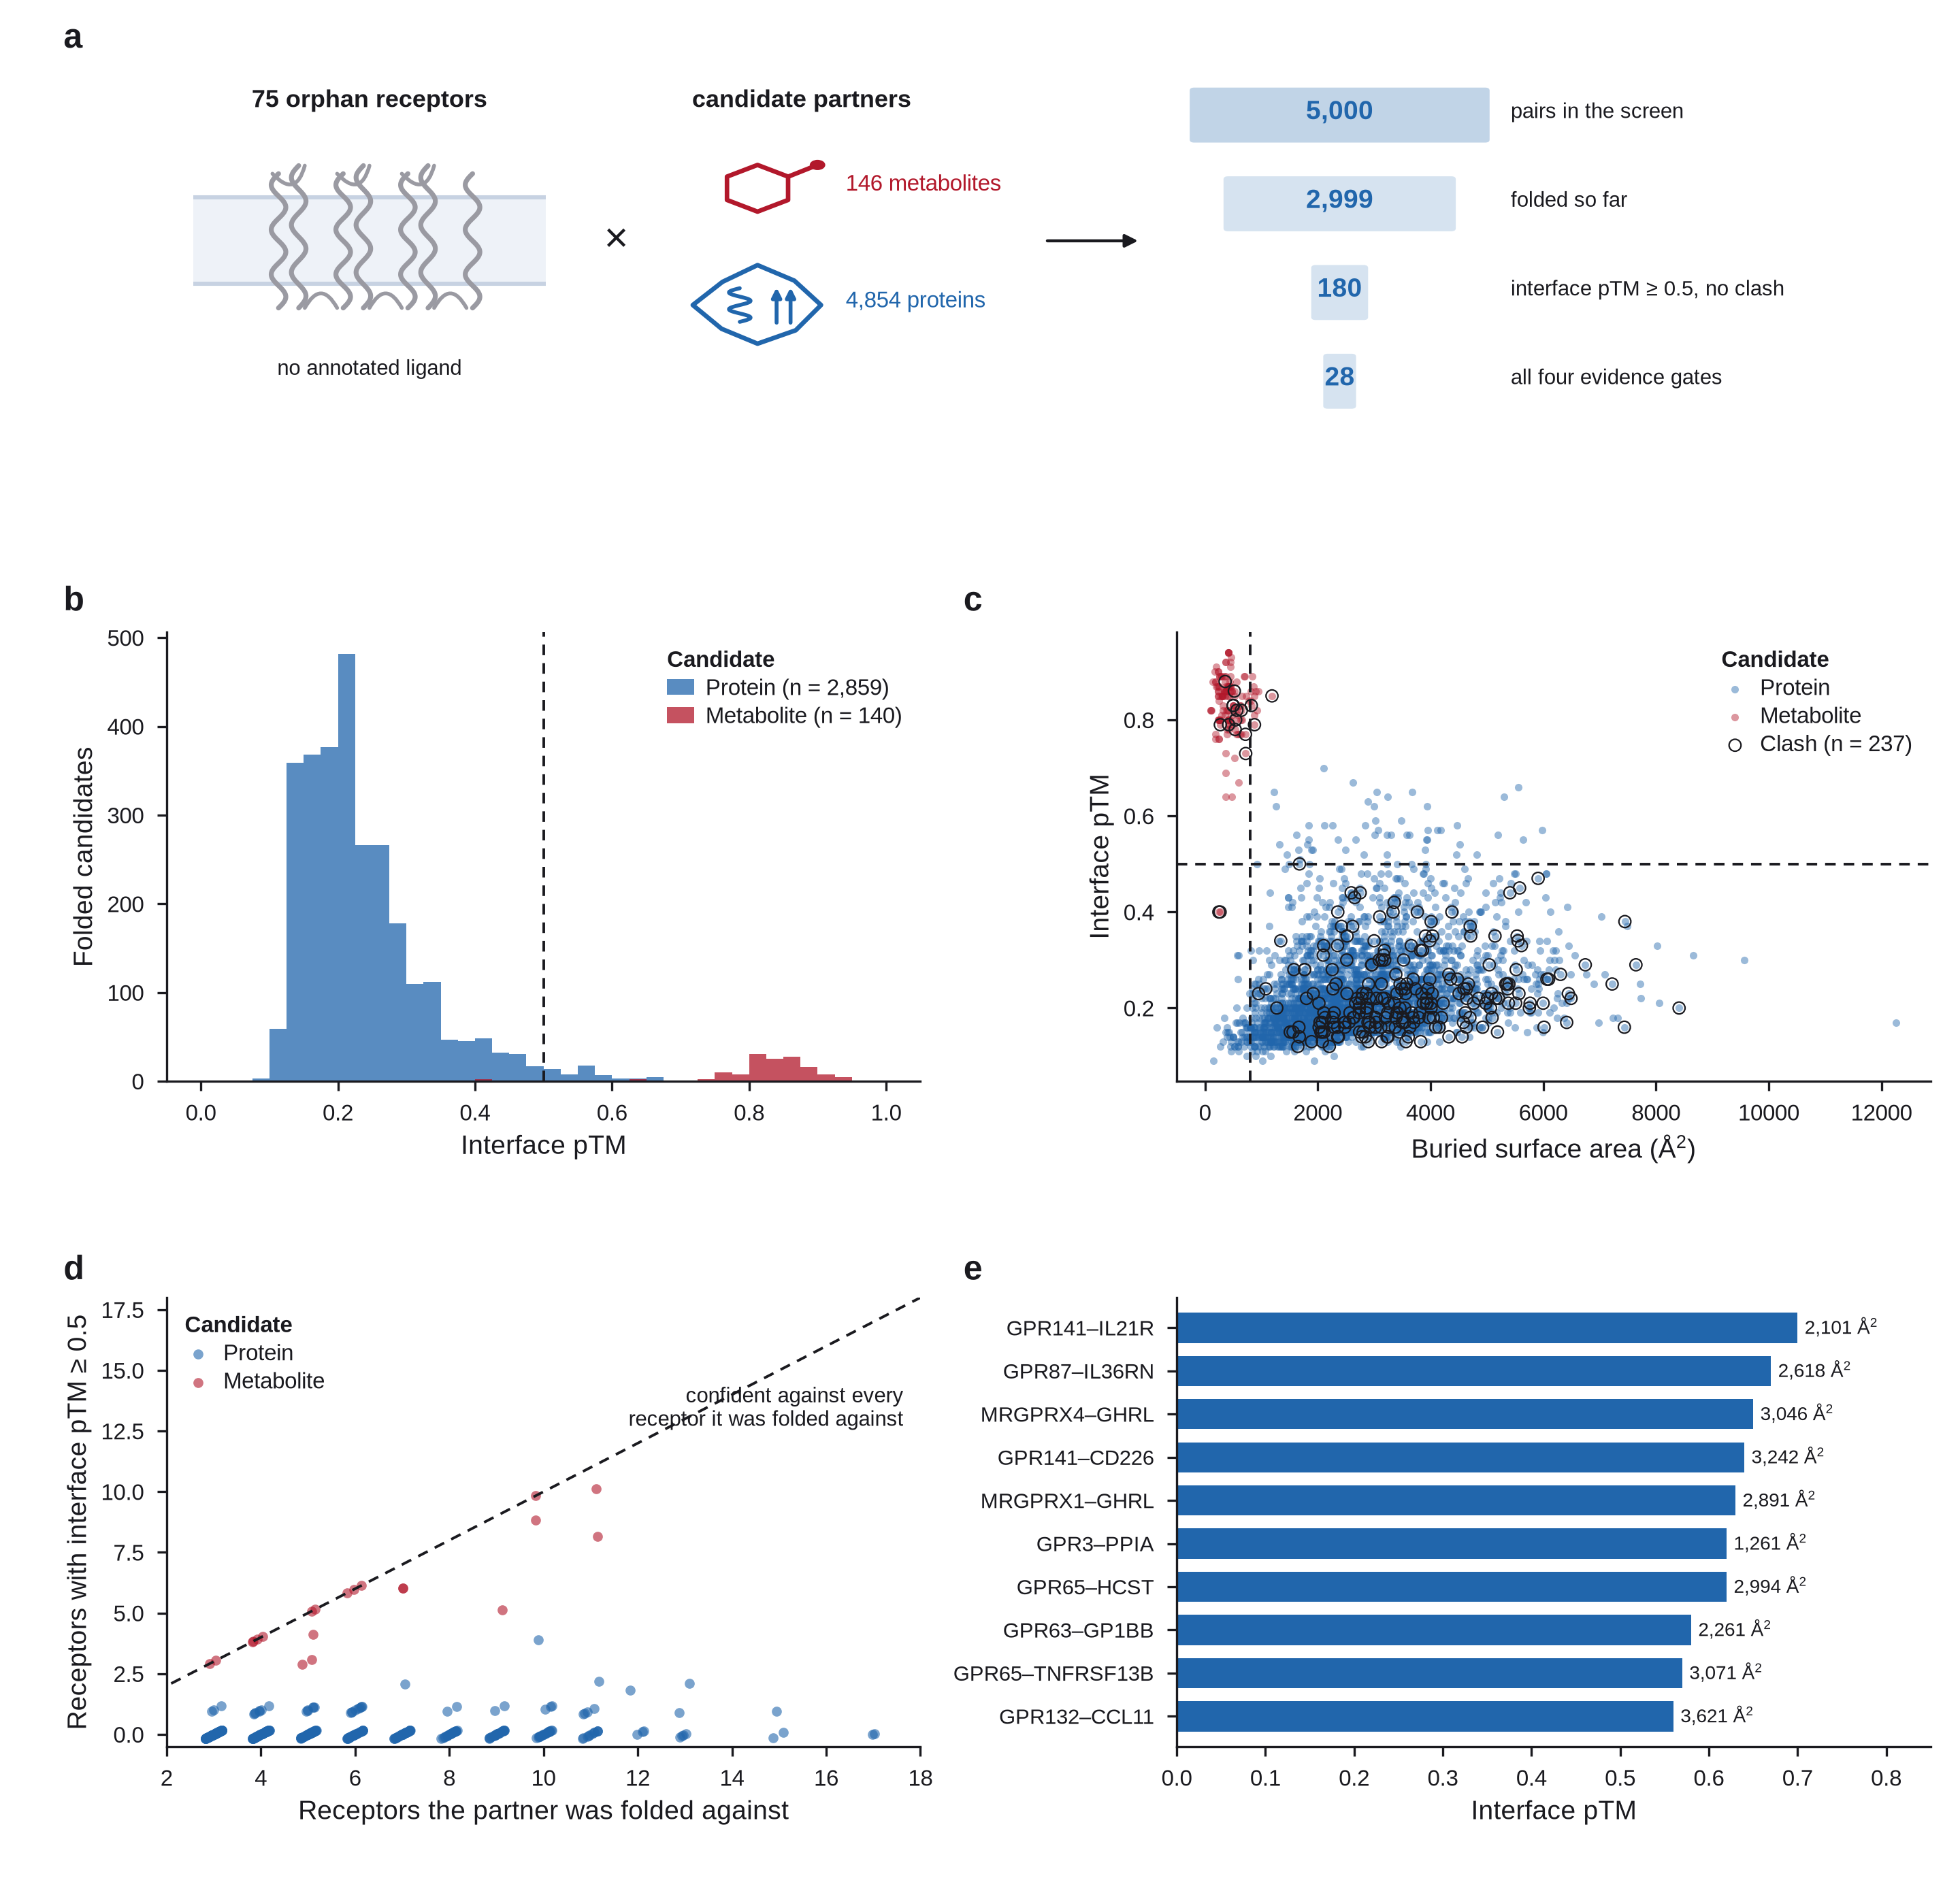 a
75 orphan receptors
no annotated ligand
×
candidate partners
146 metabolites
4,854 proteins
5,000
pairs in the screen
2,999
folded so far
180
interface pTM ≥ 0.5, no clash
28
all four evidence gates
b
500
400
300
200
100
0
Folded candidates
Candidate
Protein (n = 2,859)
Metabolite (n = 140)
0.0 0.2 0.4 0.6 0.8 1.0
Interface pTM
c
0.8
0.6
0.4
0.2
Interface pTM
Candidate
Protein
Metabolite
Clash (n = 237)
0 2000 4000 6000 8000 10000 12000
Buried surface area (Å²)
d
17.5
15.0
12.5
10.0
7.5
5.0
2.5
0.0
Receptors with interface pTM ≥ 0.5
Candidate
Protein
Metabolite
confident against every
receptor it was folded against
2 4 6 8 10 12 14 16 18
Receptors the partner was folded against
e
GPR141–IL21R 2,101 Å²
GPR87–IL36RN 2,618 Å²
MRGPRX4–GHRL 3,046 Å²
GPR141–CD226 3,242 Å²
MRGPRX1–GHRL 2,891 Å²
GPR3–PPIA 1,261 Å²
GPR65–HCST 2,994 Å²
GPR63–GP1BB 2,261 Å²
GPR65–TNFRSF13B 3,071 Å²
GPR132–CCL11 3,621 Å²
0.0 0.1 0.2 0.3 0.4 0.5 0.6 0.7 0.8
Interface pTM